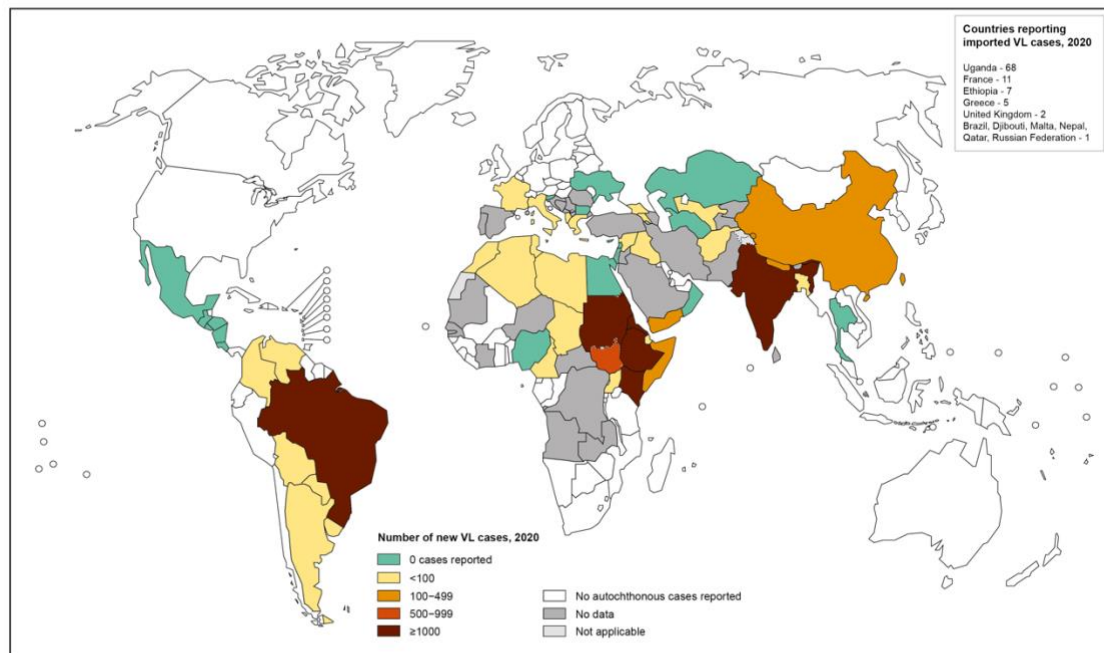 Countries reporting
imported VL cases, 2020
Uganda - 68
France - 11
Ethiopia - 7
Greece - 5
United Kingdom - 2
Brazil, Djibouti, Malta, Nepal,
Qatar, Russian Federation - 1
Number of new VL cases, 2020
0 cases reported
<100
100–499
500–999
≥1000
No autochthonous cases reported
No data
Not applicable